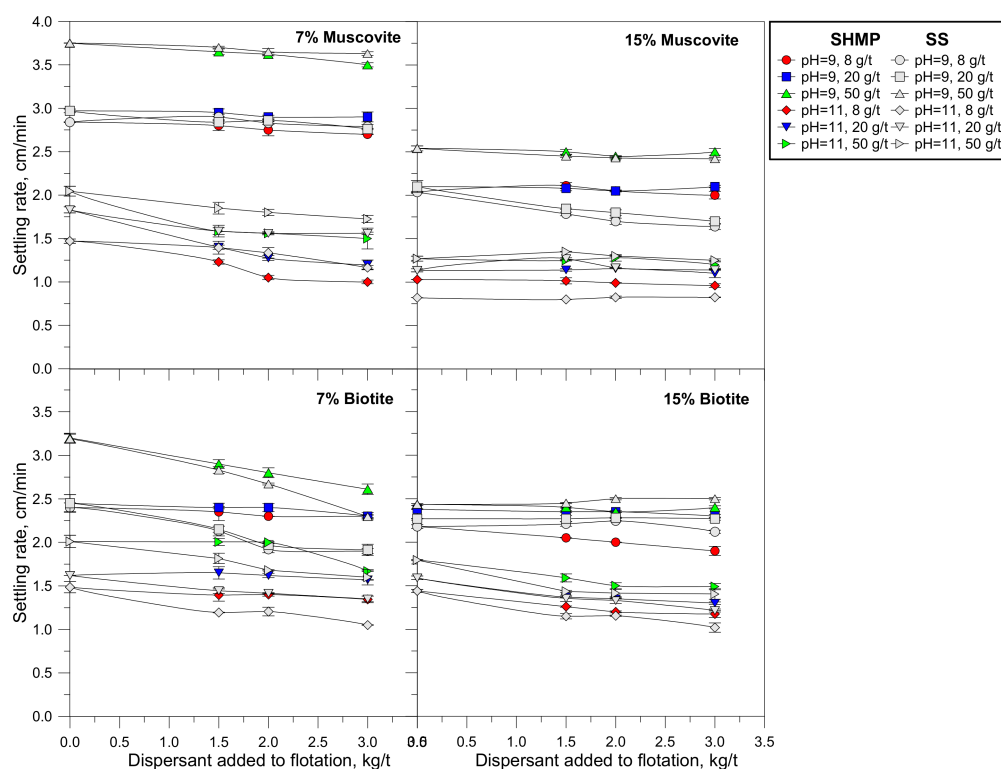 4.0
7% Muscovite
15% Muscovite
3.5
3.0
2.5
2.0
1.5
1.0
0.5
0.0
Settling rate, cm/min
SHMP SS
pH=9, 8 g/t pH=9, 8 g/t
pH=9, 20 g/t pH=9, 20 g/t
pH=9, 50 g/t pH=9, 50 g/t
pH=11, 8 g/t pH=11, 8 g/t
pH=11, 20 g/t pH=11, 20 g/t
pH=11, 50 g/t pH=11, 50 g/t
7% Biotite
15% Biotite
3.5
3.0
2.5
2.0
1.5
1.0
0.5
0.0
Settling rate, cm/min
0.0 0.5 1.0 1.5 2.0 2.5 3.0 0.5 1.0 1.5 2.0 2.5 3.0 3.5
Dispersant added to flotation, kg/t Dispersant added to flotation, kg/t